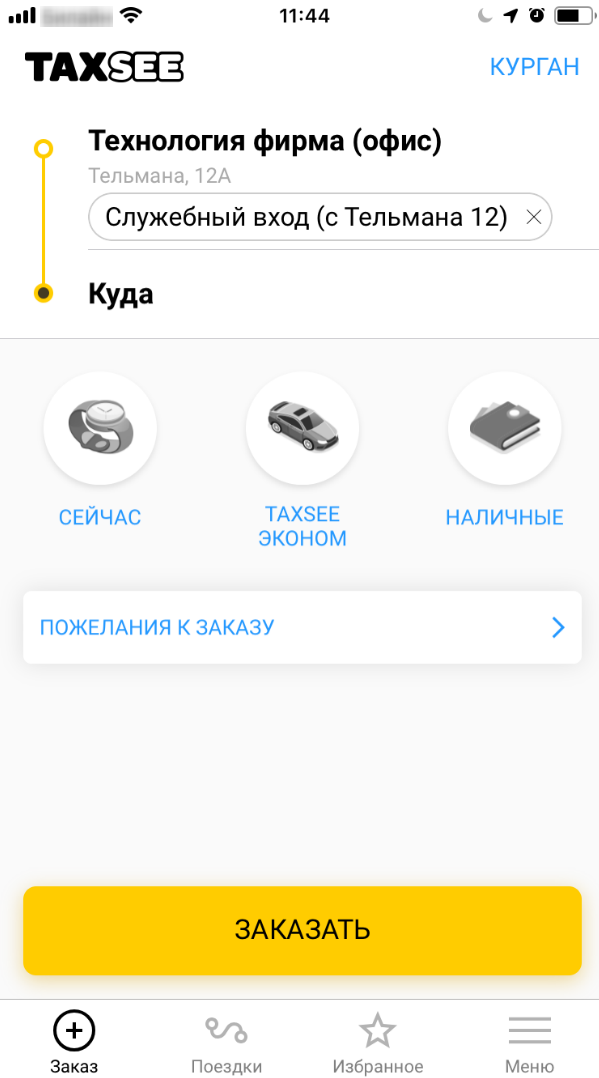 11:44
TAXSEE
КУРГАН
Технология фирма (офис)
Тельмана, 12А
Служебный вход (с Тельмана 12)
Куда
СЕЙЧАС
TAXSEE
ЭКОНОМ
НАЛИЧНЫЕ
ПОЖЕЛАНИЯ К ЗАКАЗУ
ЗАКАЗАТЬ
Заказ
Поездки
Избранное
Меню